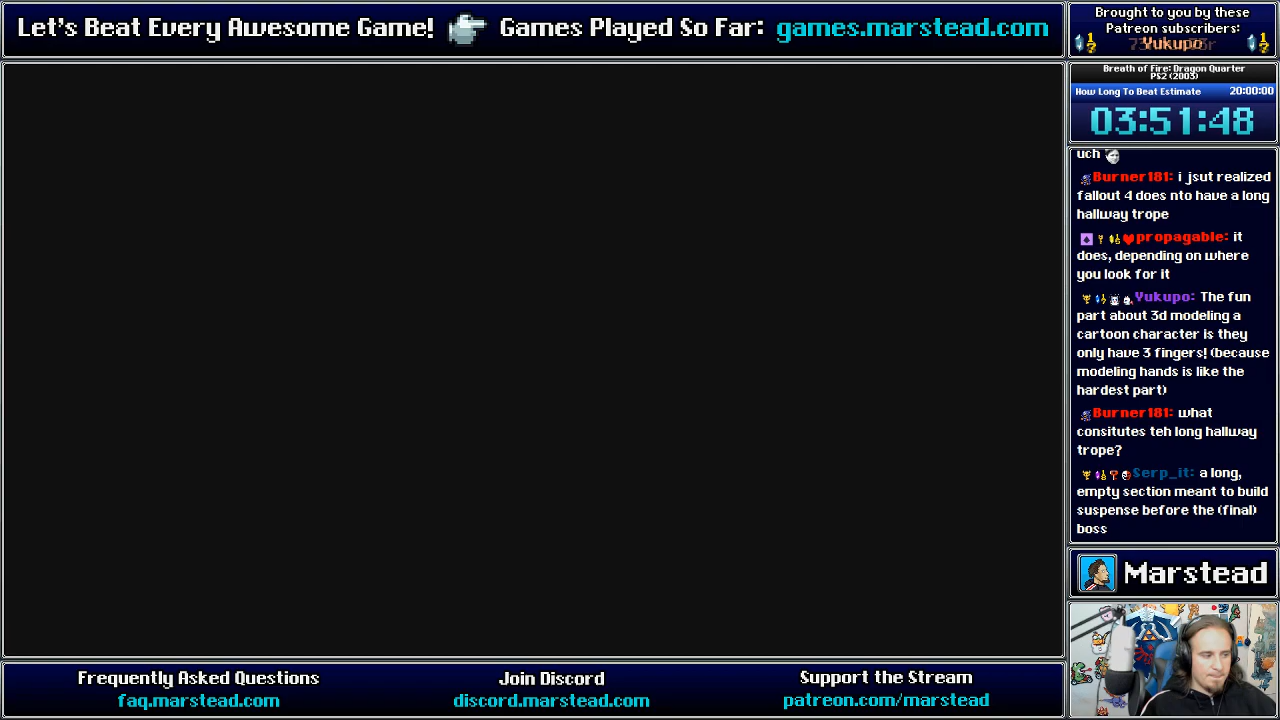 Let's Beat Every Awesome Game!
Games Played So Far: games.marstead.com
Brought to you by these
Patreon subscribers:
Yukupo
Breath of Fire: Dragon Quarter
PS2 (2003)
How Long To Beat Estimate 20:00:00
03:51:48
uch
Burner181: i jsut realized
fallout 4 does nto have a long
hallway trope
propagable: it
does, depending on where
you look for it
Yukupo: The fun
part about 3d modeling a
cartoon character is they
only have 3 fingers! (because
modeling hands is like the
hardest part)
Burner181: what
consitutes teh long hallway
trope?
Serp_it: a long,
empty section meant to build
suspense before the (final)
boss
Marstead
Frequently Asked Questions
faq.marstead.com
Join Discord
discord.marstead.com
Support the Stream
patreon.com/marstead